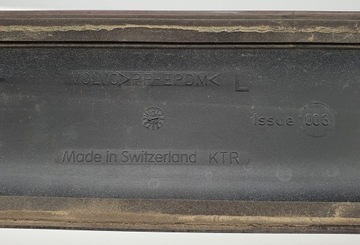 VOLVO >PP+EPDM< L
Issue 003
Made in Switzerland KTR